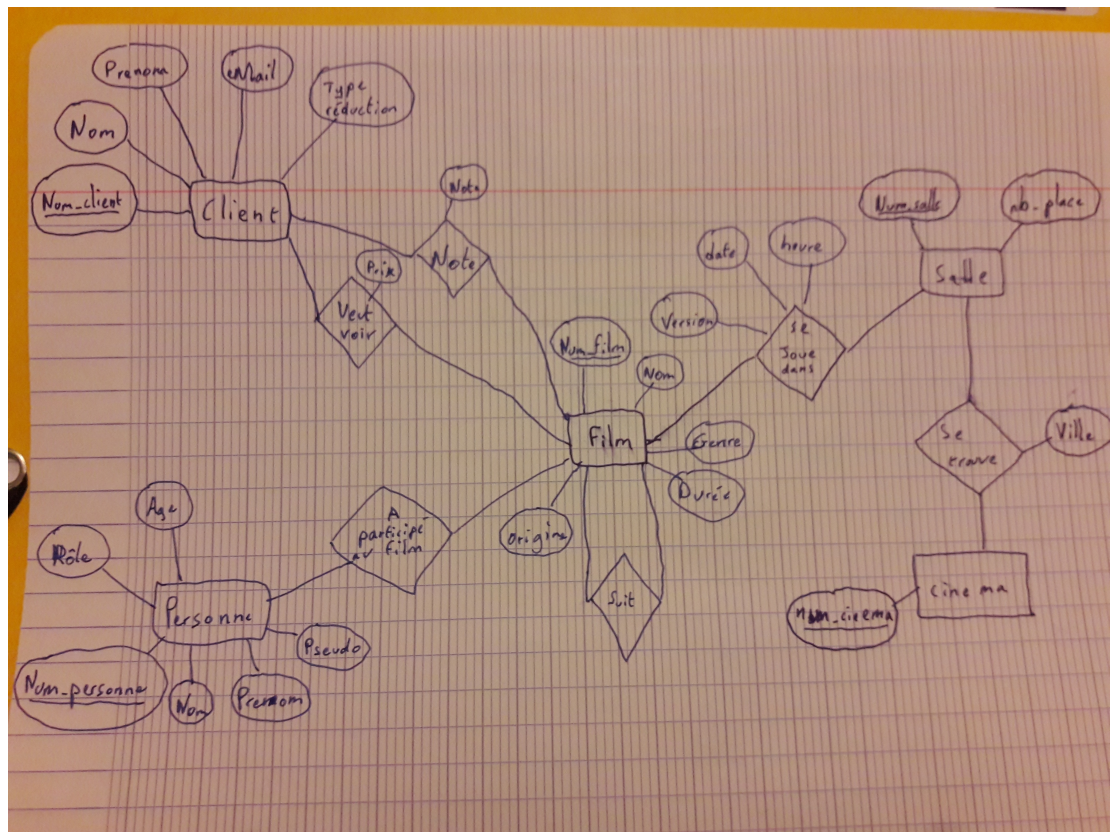 Prenom
eMail
Type
réduction
Nom
Num_client
Client
Note
Note
Prix
Veut
voir
Num_salle
nb_place
Salle
date
heure
Version
Se
Joue
dans
Num_film
Nom
Film
Genre
Durée
Origine
Se
trouve
Ville
A
participé
au film
Age
Rôle
Personne
Pseudo
Num_personne
Nom
Prenom
Suit
cinema
num_cinema